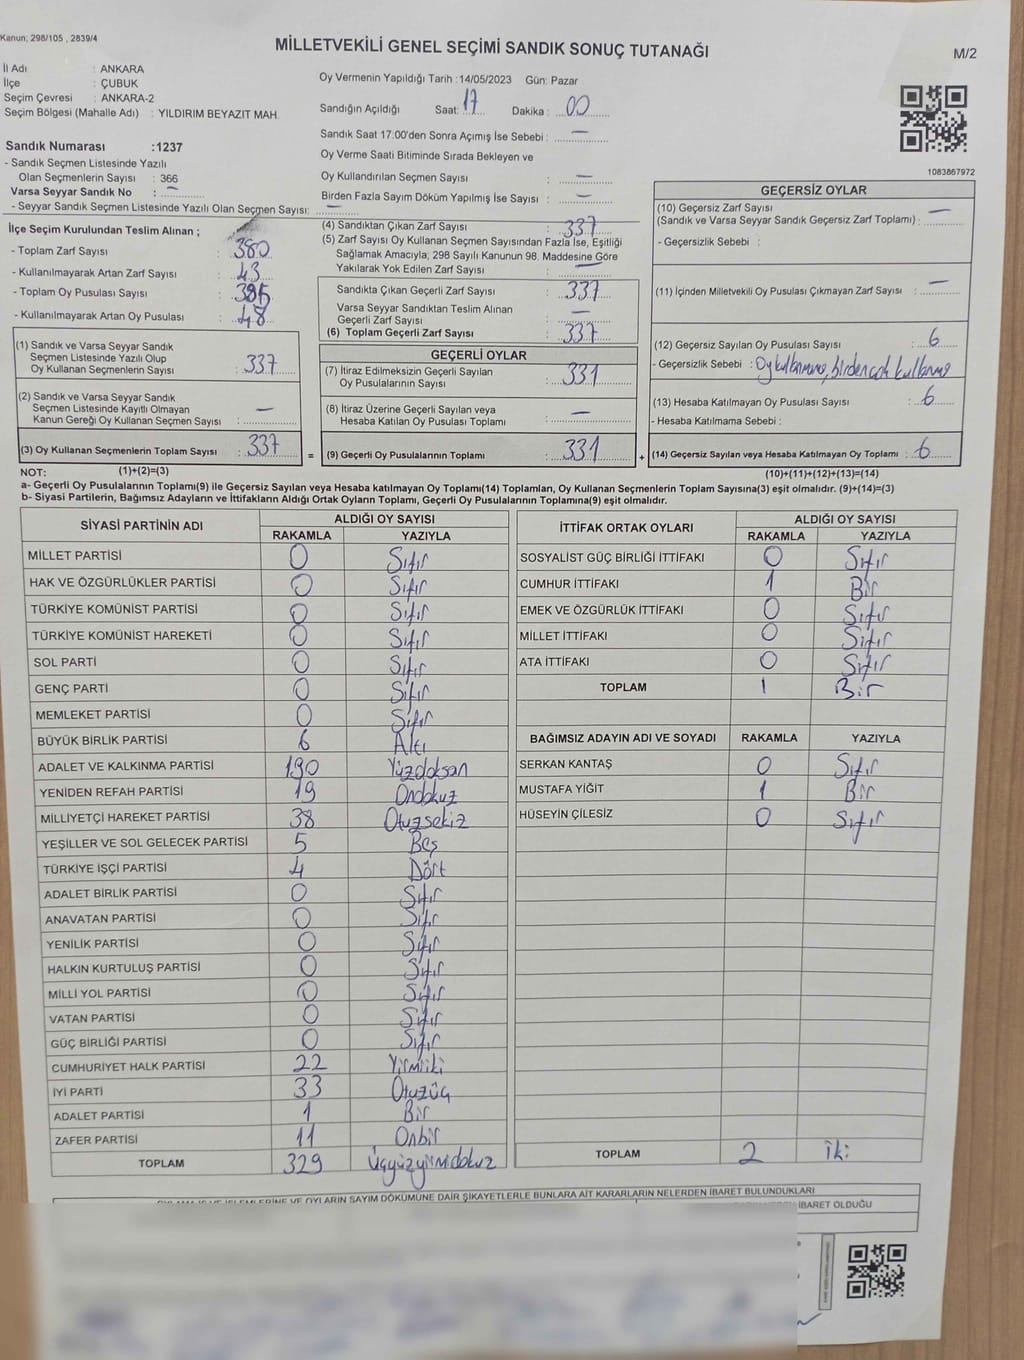 Kanun; 298/105 , 2839/4
MİLLETVEKİLİ GENEL SEÇİMİ SANDIK SONUÇ TUTANAĞI
M/2
İl Adı : ANKARA
İlçe : ÇUBUK
Seçim Çevresi : ANKARA-2
Seçim Bölgesi (Mahalle Adı) : YILDIRIM BEYAZIT MAH.
Sandık Numarası :1237
- Sandık Seçmen Listesinde Yazılı
Olan Seçmenlerin Sayısı : 366
Varsa Seyyar Sandık No : —
- Seyyar Sandık Seçmen Listesinde Yazılı Olan Seçmen Sayısı: —
Oy Vermenin Yapıldığı Tarih :14/05/2023 Gün: Pazar
Sandığın Açıldığı Saat: 17 Dakika : 00
Sandık Saat 17:00'den Sonra Açımış İse Sebebi : —
Oy Verme Saati Bitiminde Sırada Bekleyen ve
Oy Kullandırılan Seçmen Sayısı : —
Birden Fazla Sayım Döküm Yapılmış İse Sayısı : —
1083867972
İlçe Seçim Kurulundan Teslim Alınan ;
- Toplam Zarf Sayısı : 380
- Kullanılmayarak Artan Zarf Sayısı : 43
- Toplam Oy Pusulası Sayısı : 385
- Kullanılmayarak Artan Oy Pusulası : 48
(1) Sandık ve Varsa Seyyar Sandık
Seçmen Listesinde Yazılı Olup
Oy Kullanan Seçmenlerin Sayısı : 337
(2) Sandık ve Varsa Seyyar Sandık
Seçmen Listesinde Kayıtlı Olmayan
Kanun Gereği Oy Kullanan Seçmen Sayısı : —
(3) Oy Kullanan Seçmenlerin Toplam Sayısı : 337
(4) Sandıktan Çıkan Zarf Sayısı : 337
(5) Zarf Sayısı Oy Kullanan Seçmen Sayısından Fazla İse, Eşitliği
Sağlamak Amacıyla; 298 Sayılı Kanunun 98. Maddesine Göre
Yakılarak Yok Edilen Zarf Sayısı : —
Sandıkta Çıkan Geçerli Zarf Sayısı : 337
Varsa Seyyar Sandıktan Teslim Alınan
Geçerli Zarf Sayısı : —
(6) Toplam Geçerli Zarf Sayısı : 337
GEÇERLİ OYLAR
(7) İtiraz Edilmeksizin Geçerli Sayılan
Oy Pusulalarının Sayısı : 331
(8) İtiraz Üzerine Geçerli Sayılan veya
Hesaba Katılan Oy Pusulası Toplamı : —
= (9) Geçerli Oy Pusulalarının Toplamı : 331
GEÇERSİZ OYLAR
(10) Geçersiz Zarf Sayısı
(Sandık ve Varsa Seyyar Sandık Geçersiz Zarf Toplamı) : —
- Geçersizlik Sebebi :
(11) İçinden Milletvekili Oy Pusulası Çıkmayan Zarf Sayısı : —
(12) Geçersiz Sayılan Oy Pusulası Sayısı : 6
- Geçersizlik Sebebi : Oy kullanmama, birden çok kullanma
(13) Hesaba Katılmayan Oy Pusulası Sayısı : 6
- Hesaba Katılmama Sebebi :
+ (14) Geçersiz Sayılan veya Hesaba Katılmayan Oy Toplamı : 6
NOT: (1)+(2)=(3)
(10)+(11)+(12)+(13)=(14)
a- Geçerli Oy Pusulalarının Toplamı(9) ile Geçersiz Sayılan veya Hesaba katılmayan Oy Toplamı(14) Toplamları, Oy Kullanan Seçmenlerin Toplam Sayısına(3) eşit olmalıdır. (9)+(14)=(3)
b- Siyasi Partilerin, Bağımsız Adayların ve İttifakların Aldığı Ortak Oyların Toplamı, Geçerli Oy Pusulalarının Toplamına(9) eşit olmalıdır.
SİYASİ PARTİNİN ADI ALDIĞI OY SAYISI
RAKAMLA YAZIYLA
MİLLET PARTİSİ 0 Sıfır
HAK VE ÖZGÜRLÜKLER PARTİSİ 0 Sıfır
TÜRKİYE KOMÜNİST PARTİSİ 0 Sıfır
TÜRKİYE KOMÜNİST HAREKETİ 0 Sıfır
SOL PARTİ 0 Sıfır
GENÇ PARTİ 0 Sıfır
MEMLEKET PARTİSİ 0 Sıfır
BÜYÜK BİRLİK PARTİSİ 6 Altı
ADALET VE KALKINMA PARTİSİ 190 Yüzdoksan
YENİDEN REFAH PARTİSİ 19 Ondokuz
MİLLİYETÇİ HAREKET PARTİSİ 38 Otuzsekiz
YEŞİLLER VE SOL GELECEK PARTİSİ 5 Beş
TÜRKİYE İŞÇİ PARTİSİ 4 Dört
ADALET BİRLİK PARTİSİ 0 Sıfır
ANAVATAN PARTİSİ 0 Sıfır
YENİLİK PARTİSİ 0 Sıfır
HALKIN KURTULUŞ PARTİSİ 0 Sıfır
MİLLİ YOL PARTİSİ 0 Sıfır
VATAN PARTİSİ 0 Sıfır
GÜÇ BİRLİĞİ PARTİSİ 0 Sıfır
CUMHURİYET HALK PARTİSİ 22 Yirmiiki
İYİ PARTİ 33 Otuzüç
ADALET PARTİSİ 1 Bir
ZAFER PARTİSİ 11 Onbir
TOPLAM 329 Üçyüzyirmidokuz
İTTİFAK ORTAK OYLARI ALDIĞI OY SAYISI
RAKAMLA YAZIYLA
SOSYALİST GÜÇ BİRLİĞİ İTTİFAKI 0 Sıfır
CUMHUR İTTİFAKI 1 Bir
EMEK VE ÖZGÜRLÜK İTTİFAKI 0 Sıfır
MİLLET İTTİFAKI 0 Sıfır
ATA İTTİFAKI 0 Sıfır
TOPLAM 1 Bir
BAĞIMSIZ ADAYIN ADI VE SOYADI RAKAMLA YAZIYLA
SERKAN KANTAŞ 0 Sıfır
MUSTAFA YİĞİT 1 Bir
HÜSEYİN ÇİLESİZ 0 Sıfır
TOPLAM 2 İki
OYLAMA İŞ VE İŞLEMLERİNE VE OYLARIN SAYIM DÖKÜMÜNE DAİR ŞİKAYETLERLE BUNLARA AİT KARARLARIN NELERDEN İBARET BULUNDUKLARI
İBARET OLDUĞU